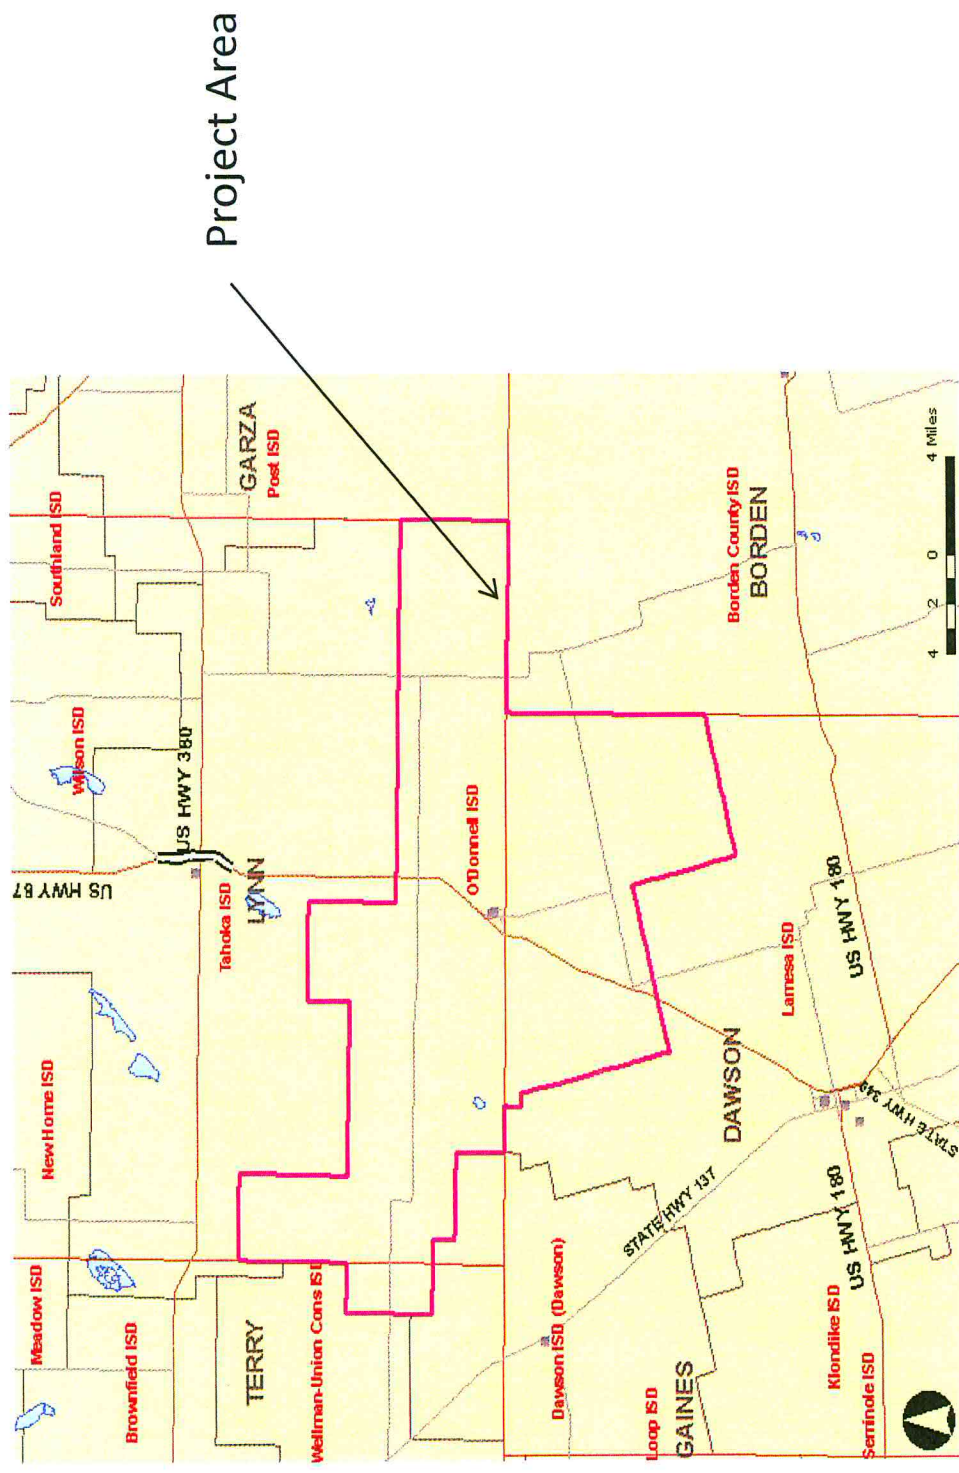 Meadow ISD
New Home ISD
Southland ISD
Wilson ISD
US HWY 87
Brownfield ISD
US HWY 380
Project Area
Tahoka ISD
TERRY
LYNN
GARZA
Post ISD
Wellman-Union Cons ISD
O'Donnell ISD
Dawson ISD (Dawson)
Loop ISD
STATE HWY 137
GAINES
DAWSON
Borden County ISD
BORDEN
Lamesa ISD
Klondike ISD
US HWY 180
US HWY 180
Seminole ISD
STATE HWY 349
4 2 0 4 Miles